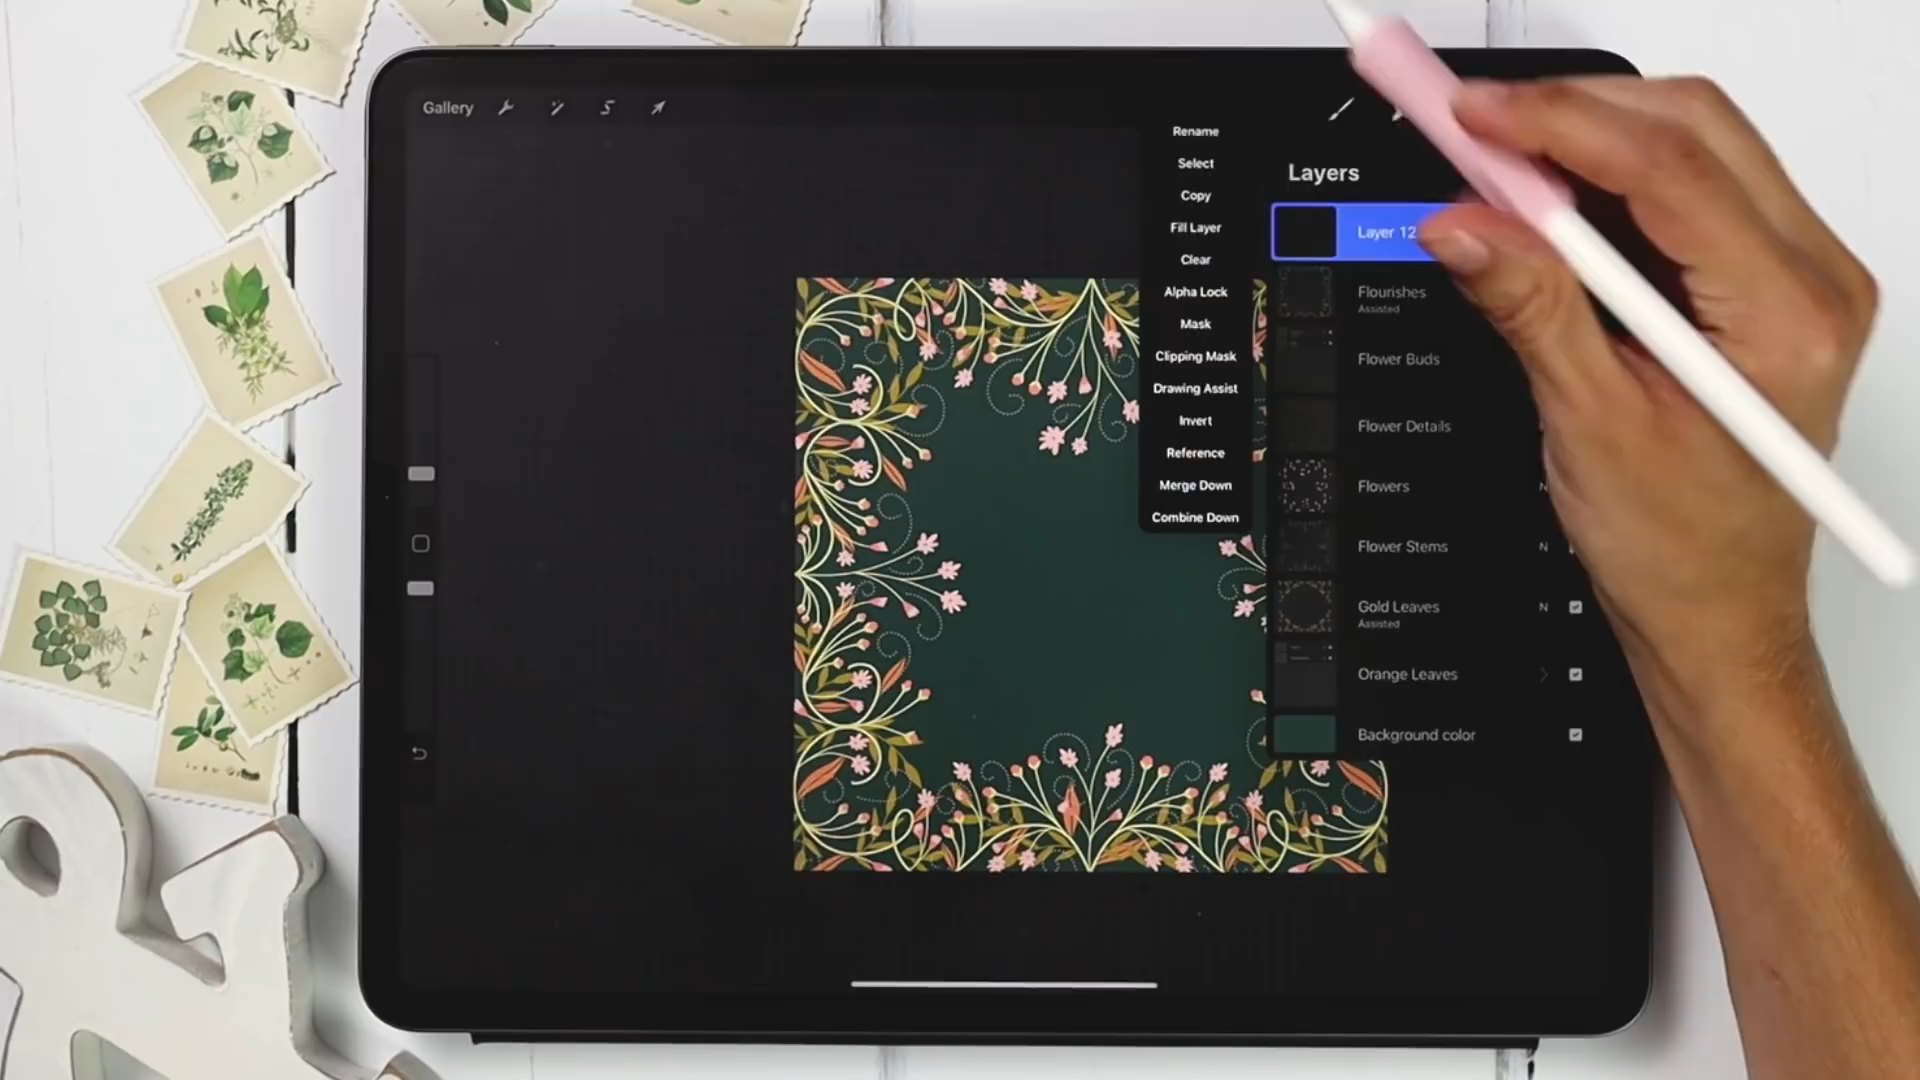 Gallery
Rename
Select
Copy
Fill Layer
Clear
Alpha Lock
Mask
Clipping Mask
Drawing Assist
Invert
Reference
Merge Down
Combine Down
Layers
Layer 12
Flourishes
Assisted
Flower Buds
Flower Details
Flowers N
Flower Stems N
Gold Leaves N
Assisted
Orange Leaves
Background color